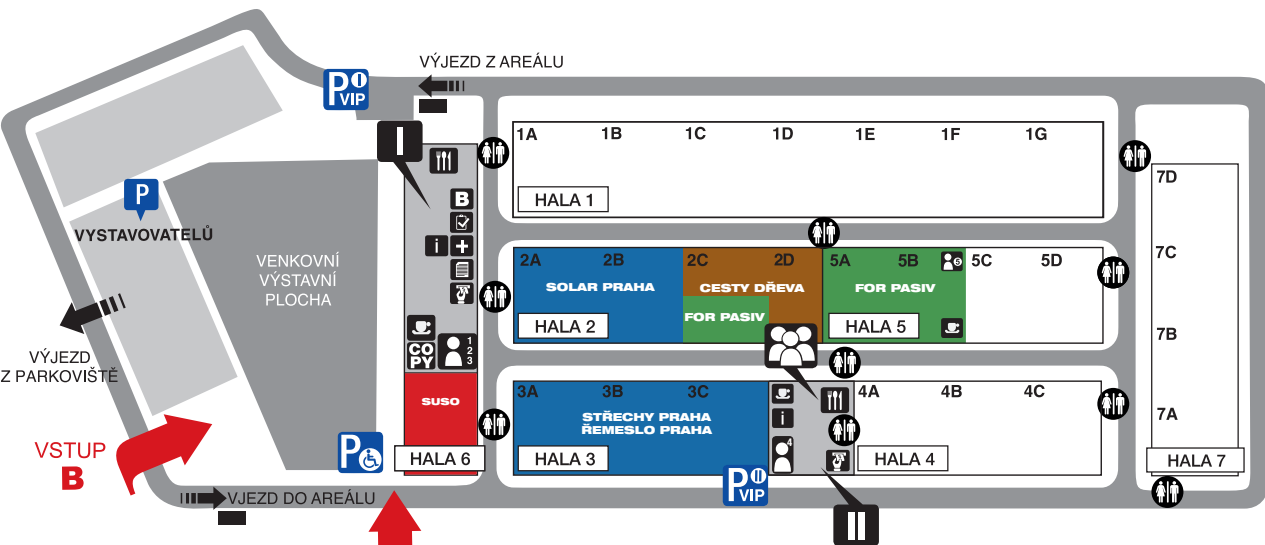 VÝJEZD Z AREÁLU
P
VIP
I
1A 1B 1C 1D 1E 1F 1G
HALA 1
7D
7C
7B
7A
HALA 7
P
VYSTAVOVATELŮ
VENKOVNÍ
VÝSTAVNÍ
PLOCHA
B
i
COPY
1
2
3
SUSO
HALA 6
2A 2B 2C 2D
SOLAR PRAHA
CESTY DŘEVA
FOR PASIV
HALA 2
5A 5B 5 5C 5D
FOR PASIV
HALA 5
3A 3B 3C
STŘECHY PRAHA
ŘEMESLO PRAHA
HALA 3
i
4
4A 4B 4C
HALA 4
P
VIP
II
VÝJEZD
Z PARKOVIŠTĚ
VSTUP
B
P
VJEZD DO AREÁLU